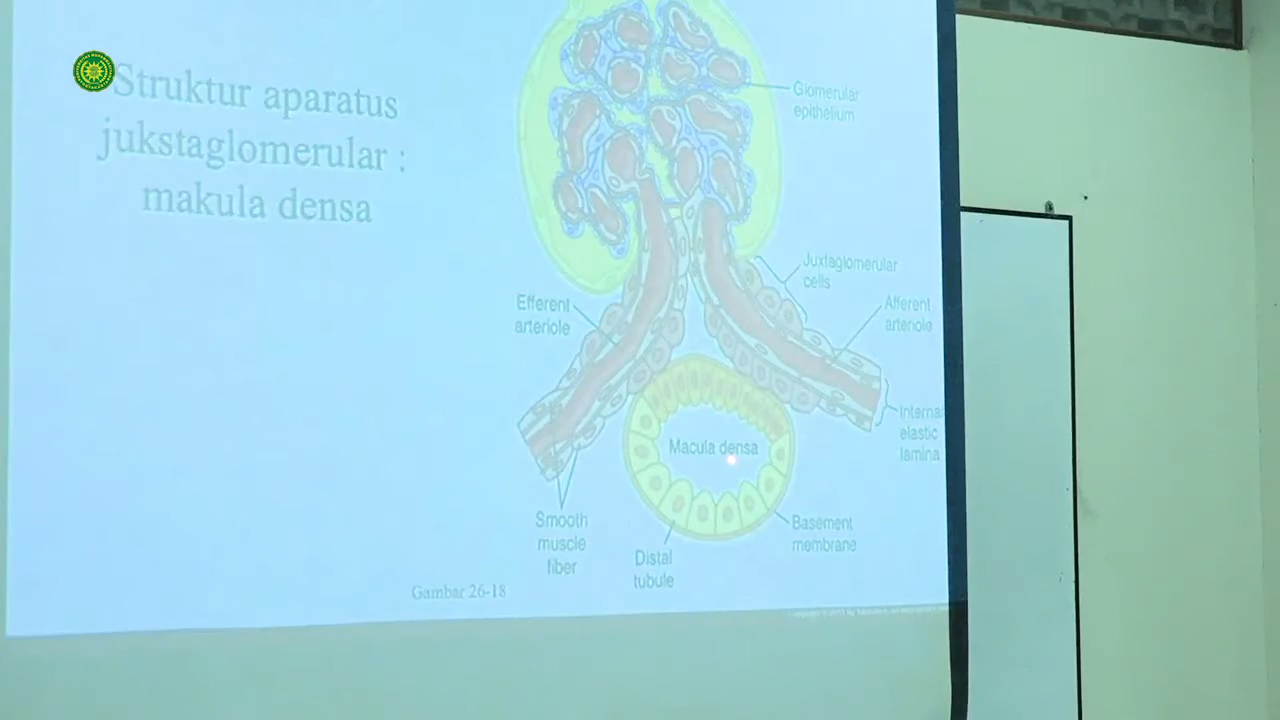 Struktur aparatus
jukstaglomerular :
makula densa
Glomerular
epithelium
Juxtaglomerular
cells
Efferent
arteriole
Afferent
arteriole
Internal
elastic
lamina
Macula densa
Smooth
muscle
fiber
Distal
tubule
Basement
membrane
Gambar 26-18